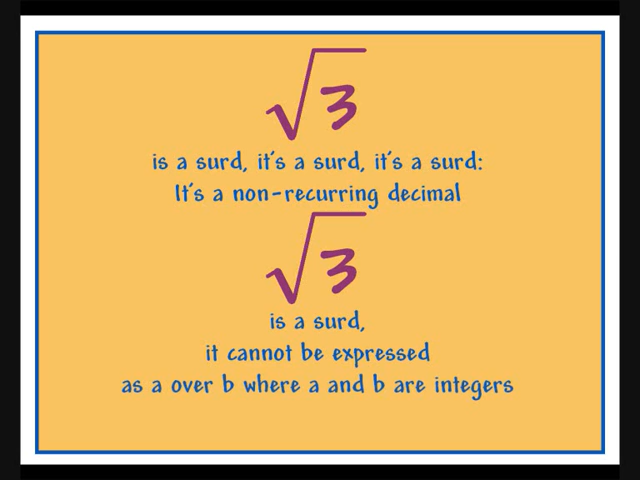 √3
is a surd, it's a surd, it's a surd:
It's a non-recurring decimal
√3
is a surd,
it cannot be expressed
as a over b where a and b are integers